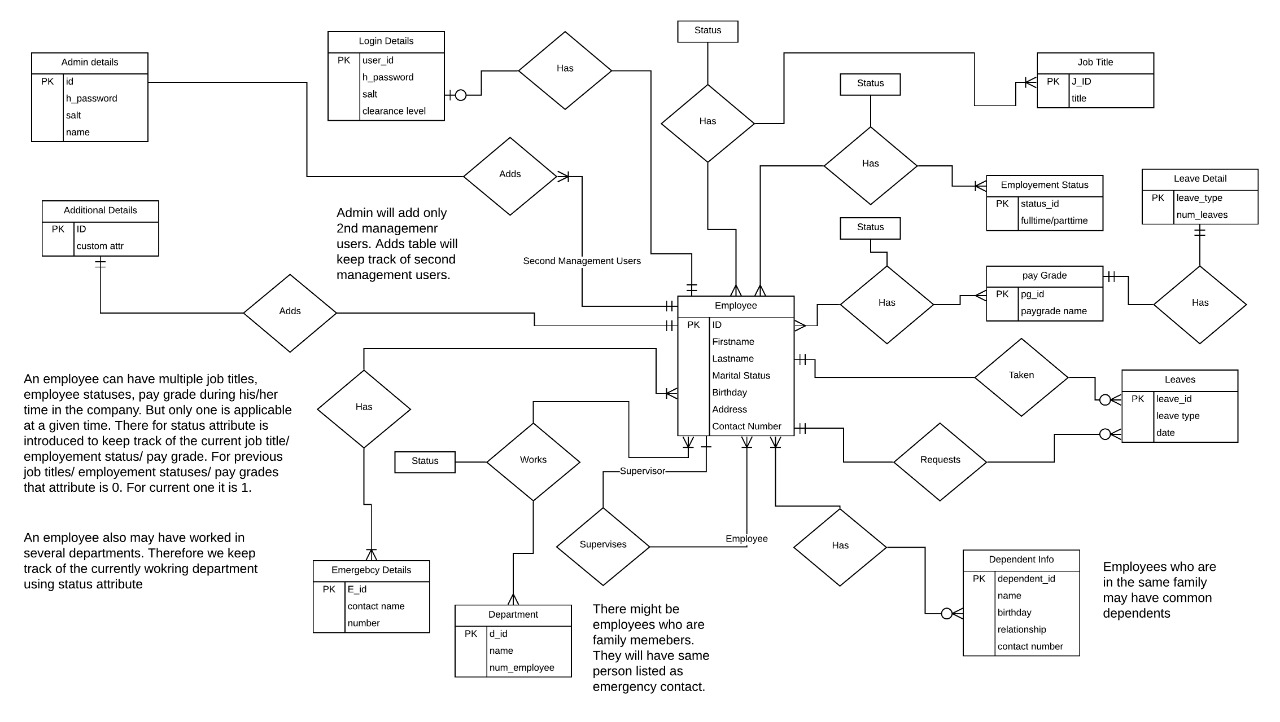 Admin details
PK id
h_password
salt
name
Login Details
PK user_id
h_password
salt
clearance level
Has
Status
Has
Job Title
PK J_ID
title
Status
Has
Adds
Employement Status
PK status_id
fulltime/parttime
Leave Detail
PK leave_type
num_leaves
Additional Details
PK ID
custom attr
Admin will add only
2nd managemenr
users. Adds table will
keep track of second
management users.
Second Management Users
Status
Has
pay Grade
PK pg_id
paygrade name
Has
Adds
Employee
PK ID
Firstname
Lastname
Marital Status
Birthday
Address
Contact Number
Taken
Leaves
PK leave_id
leave type
date
Requests
An employee can have multiple job titles,
employee statuses, pay grade during his/her
time in the company. But only one is applicable
at a given time. There for status attribute is
introduced to keep track of the current job title/
employement status/ pay grade. For previous
job titles/ employement statuses/ pay grades
that attribute is 0. For current one it is 1.
Has
Status
Works
Supervisor
Supervises
Employee
Has
An employee also may have worked in
several departments. Therefore we keep
track of the currently wokring department
using status attribute
Emergebcy Details
PK E_id
contact name
number
Department
PK d_id
name
num_employee
There might be
employees who are
family memebers.
They will have same
person listed as
emergency contact.
Dependent Info
PK dependent_id
name
birthday
relationship
contact number
Employees who are
in the same family
may have common
dependents